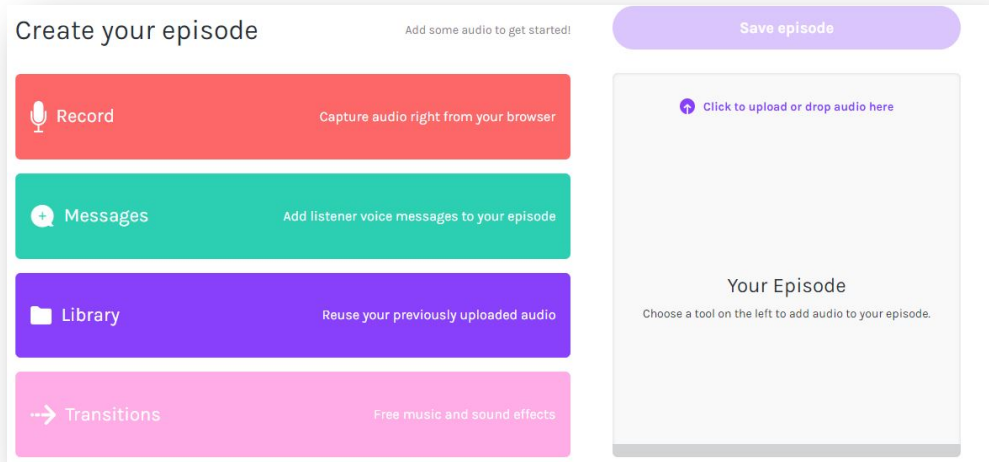 Create your episode
Add some audio to get started!
Save episode
Record
Capture audio right from your browser
Messages
Add listener voice messages to your episode
Library
Reuse your previously uploaded audio
Transitions
Free music and sound effects
Click to upload or drop audio here
Your Episode
Choose a tool on the left to add audio to your episode.